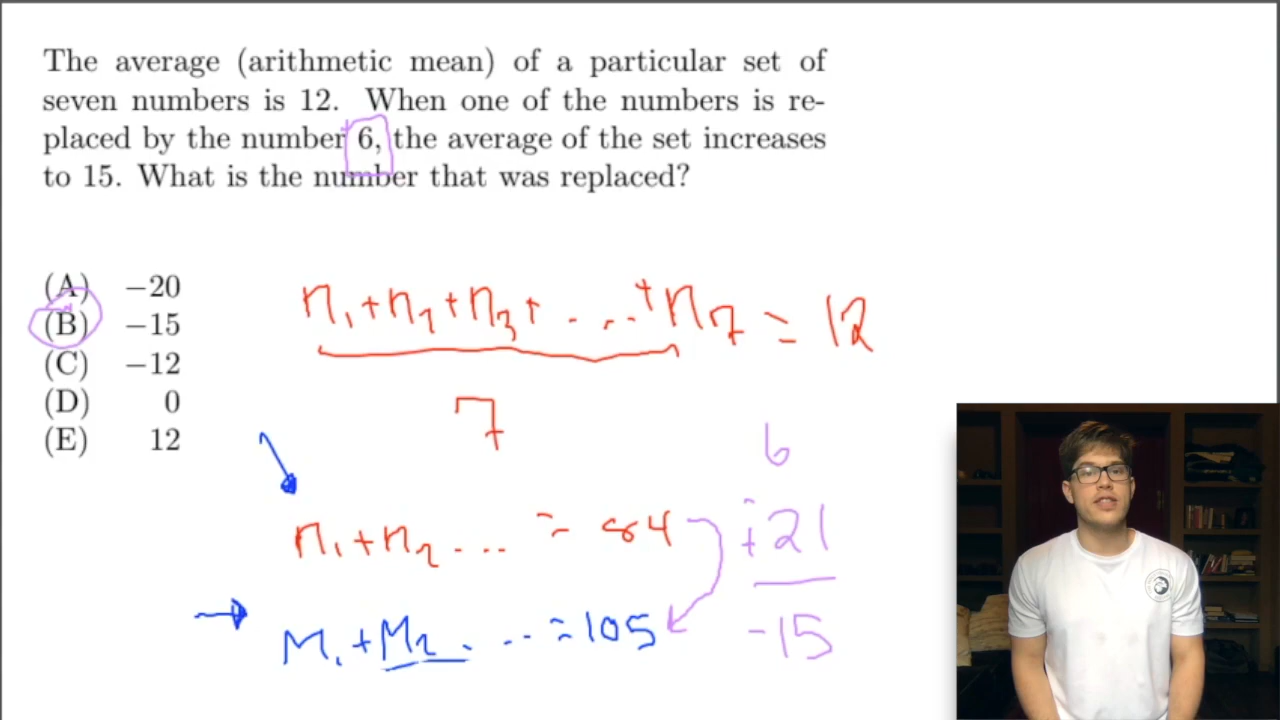 The average (arithmetic mean) of a particular set of
seven numbers is 12. When one of the numbers is re-
placed by the number 6, the average of the set increases
to 15. What is the number that was replaced?
(A) −20
(B) −15
(C) −12
(D) 0
(E) 12
n₁+n₂+n₃+.....+n₇ = 12
7
n₁+n₂... = 84
M₁+M₂... = 105
6
+21
-15